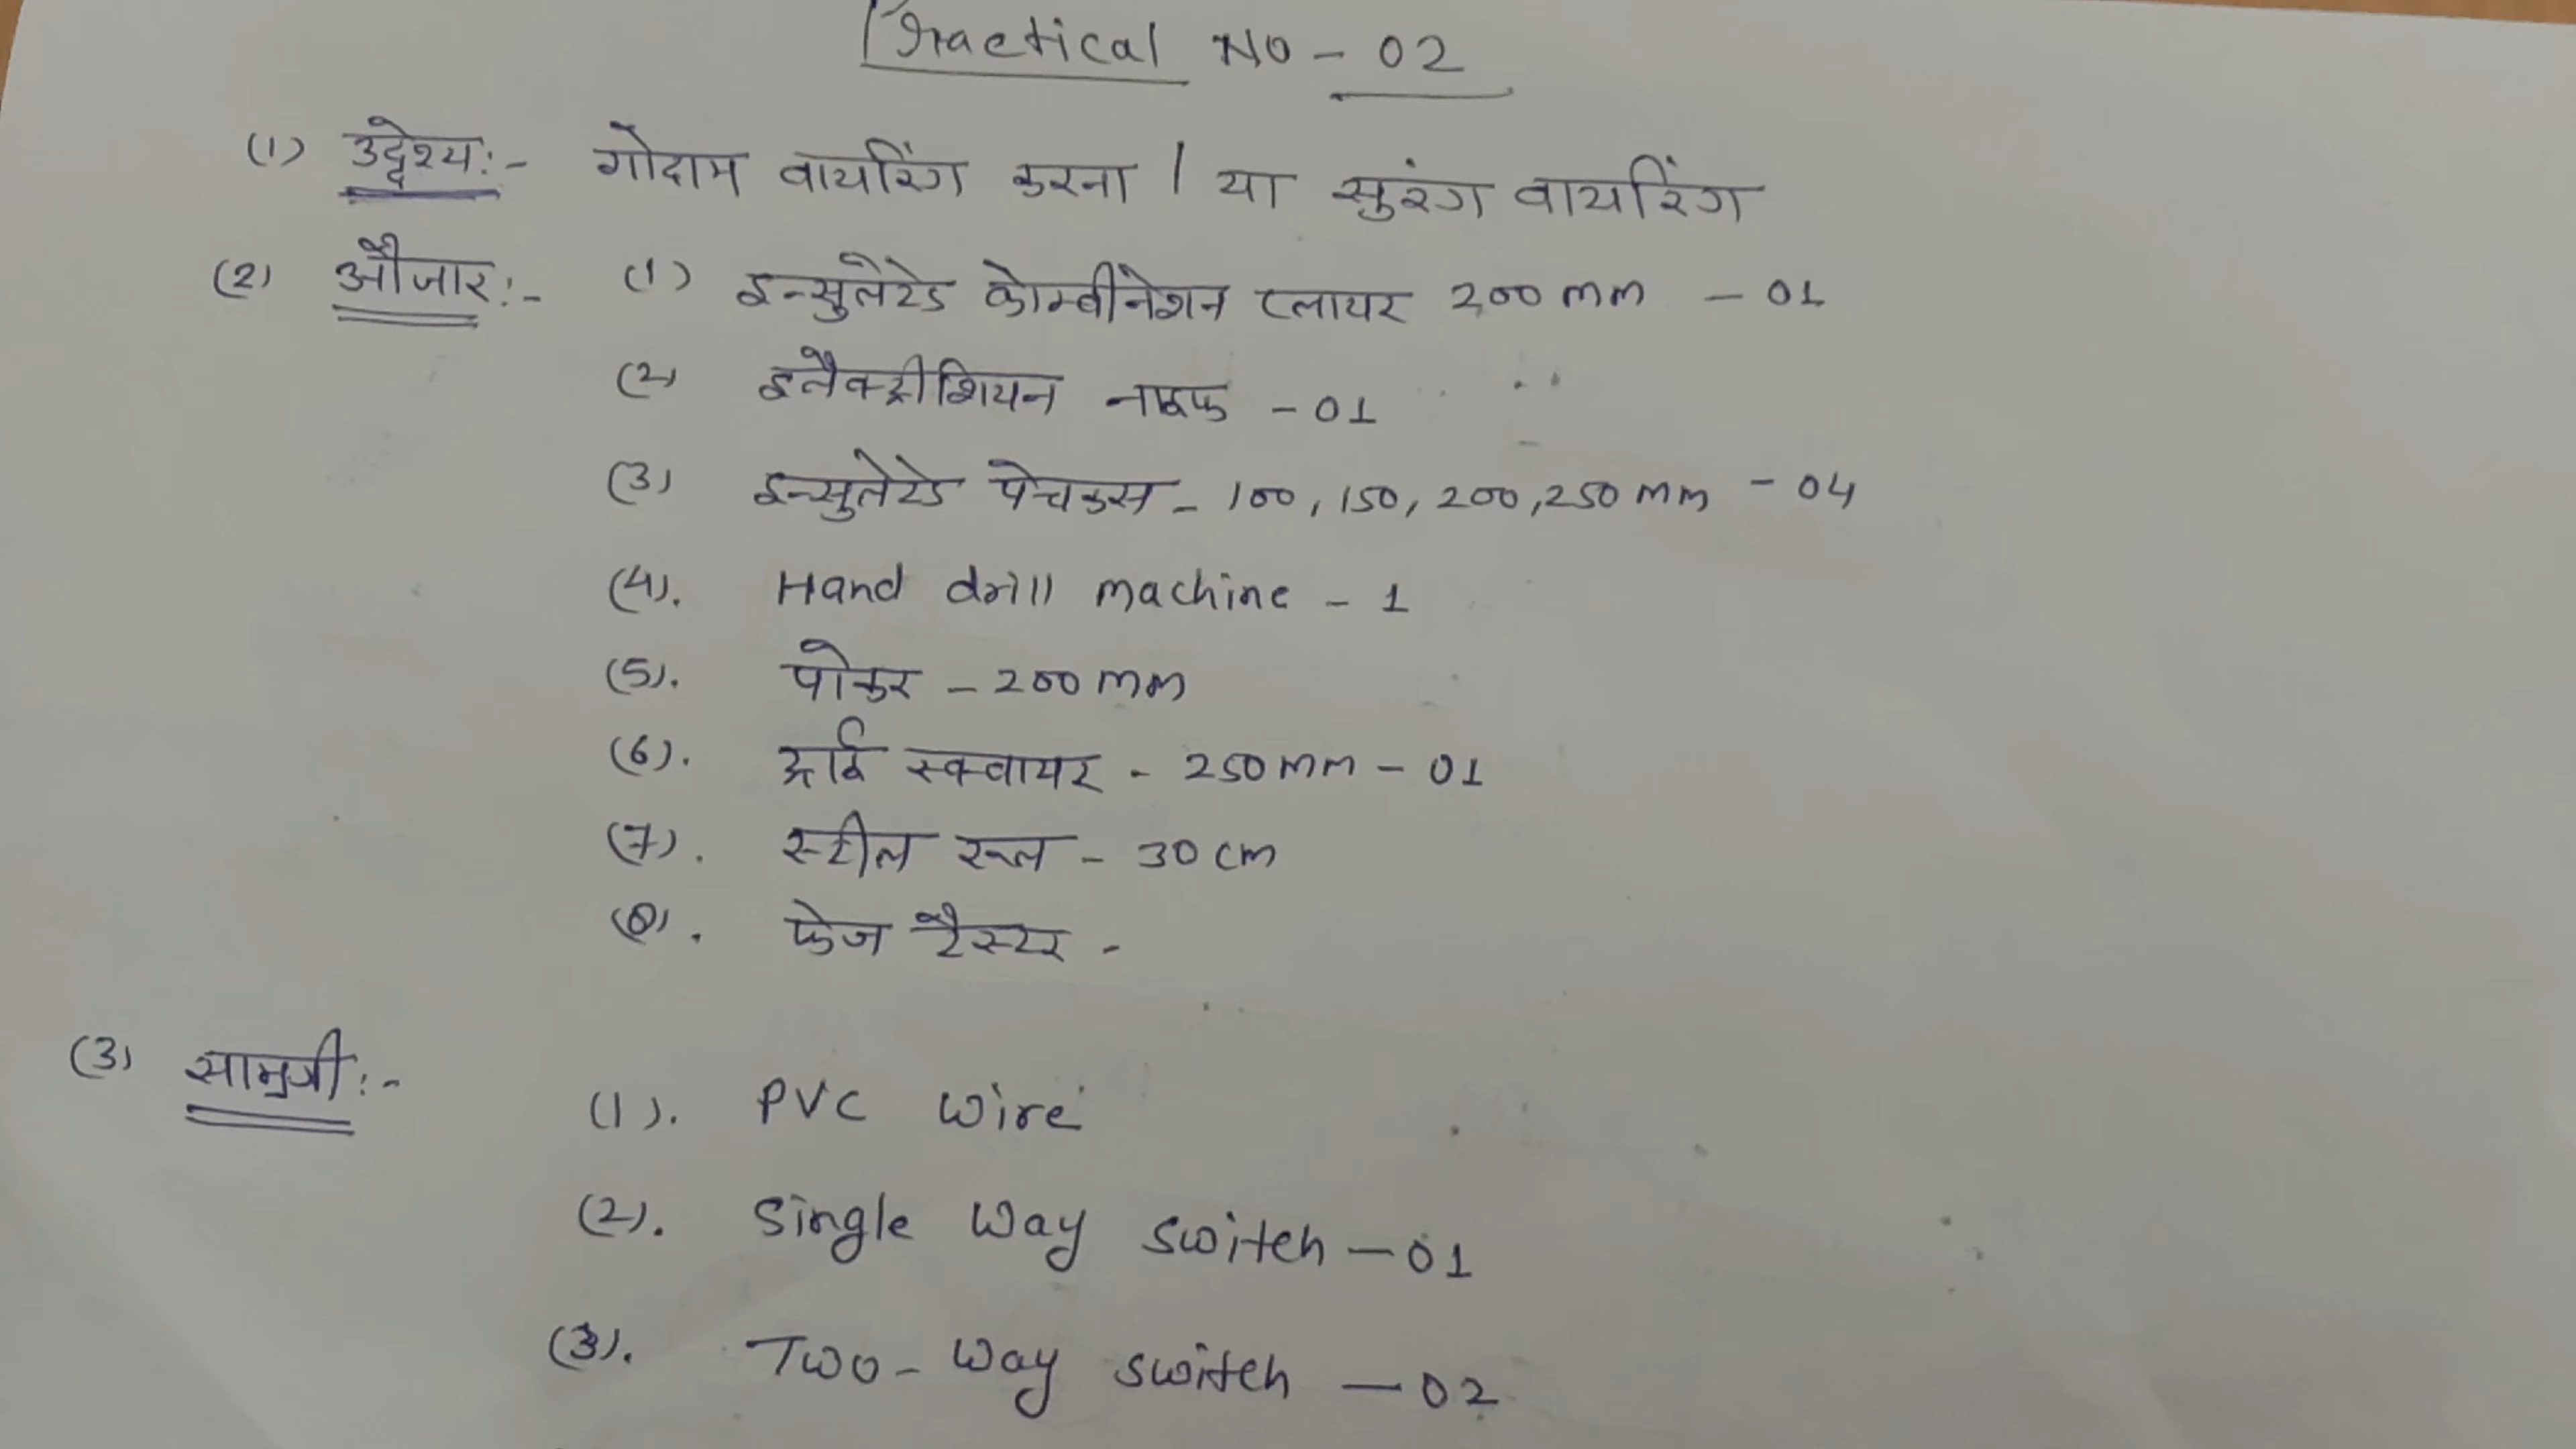 Practical NO - 02
(1) उद्देश्य:- गोदाम वायरिंग करना । या सुरंग वायरिंग
(2) औजार:- (1) इन्सुलेटेड कोम्बीनेशन प्लायर 200 mm - 01
(2) इलैक्ट्रीशियन नाइफ - 01
(3) इन्सुलेटेड पेचकस - 100, 150, 200, 250 mm - 04
(4). Hand drill machine - 1
(5). पोकर - 200 mm
(6). ट्राई स्क्वायर - 250 mm - 01
(7). स्टील रूल - 30 cm
(8). फेज टैस्टर -
(3) सामग्री:-
(1). PVC Wire
(2). Single Way Switch - 01
(3). Two - Way Switch - 02